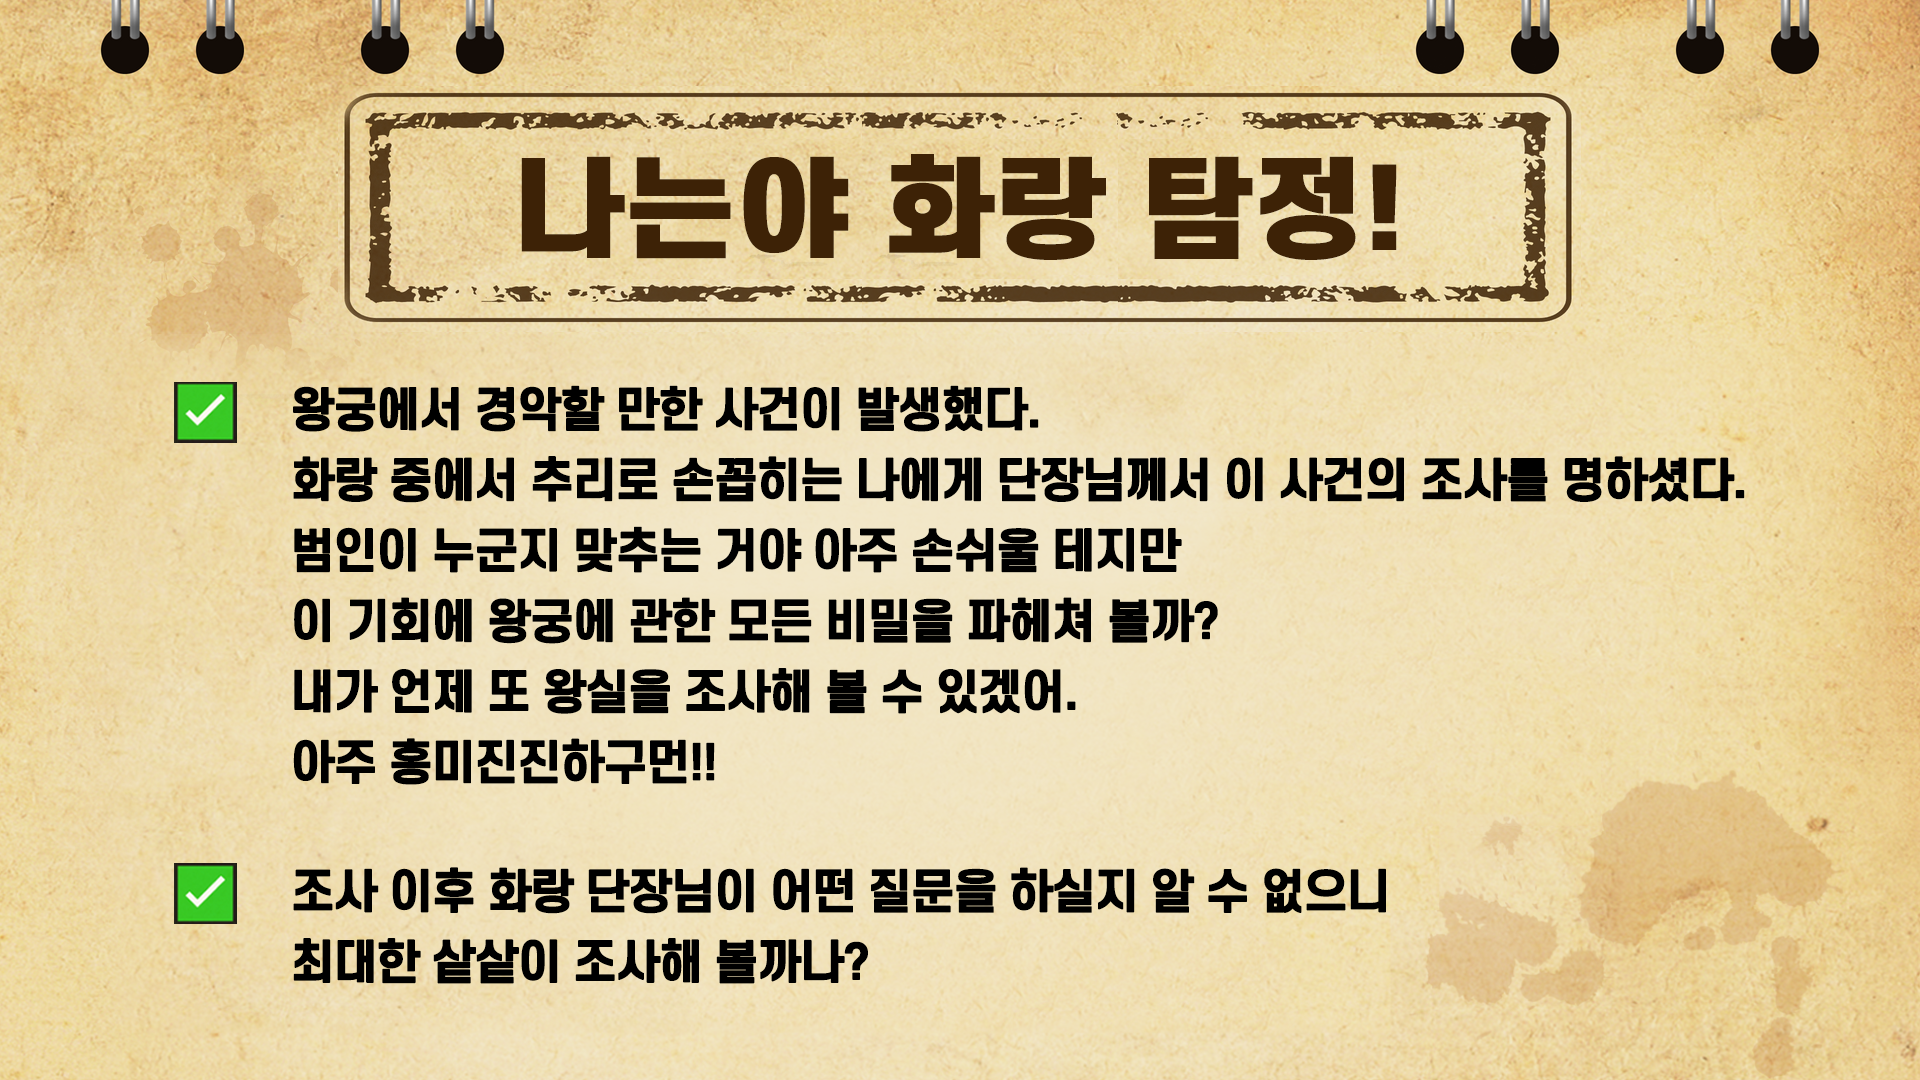 나는야 화랑 탐정!
왕궁에서 경악할 만한 사건이 발생했다.
화랑 중에서 추리로 손꼽히는 나에게 단장님께서 이 사건의 조사를 명하셨다.
범인이 누군지 맞추는 거야 아주 손쉬울 테지만
이 기회에 왕궁에 관한 모든 비밀을 파헤쳐 볼까?
내가 언제 또 왕실을 조사해 볼 수 있겠어.
아주 흥미진진하구먼!!
조사 이후 화랑 단장님이 어떤 질문을 하실지 알 수 없으니
최대한 샅샅이 조사해 볼까나?